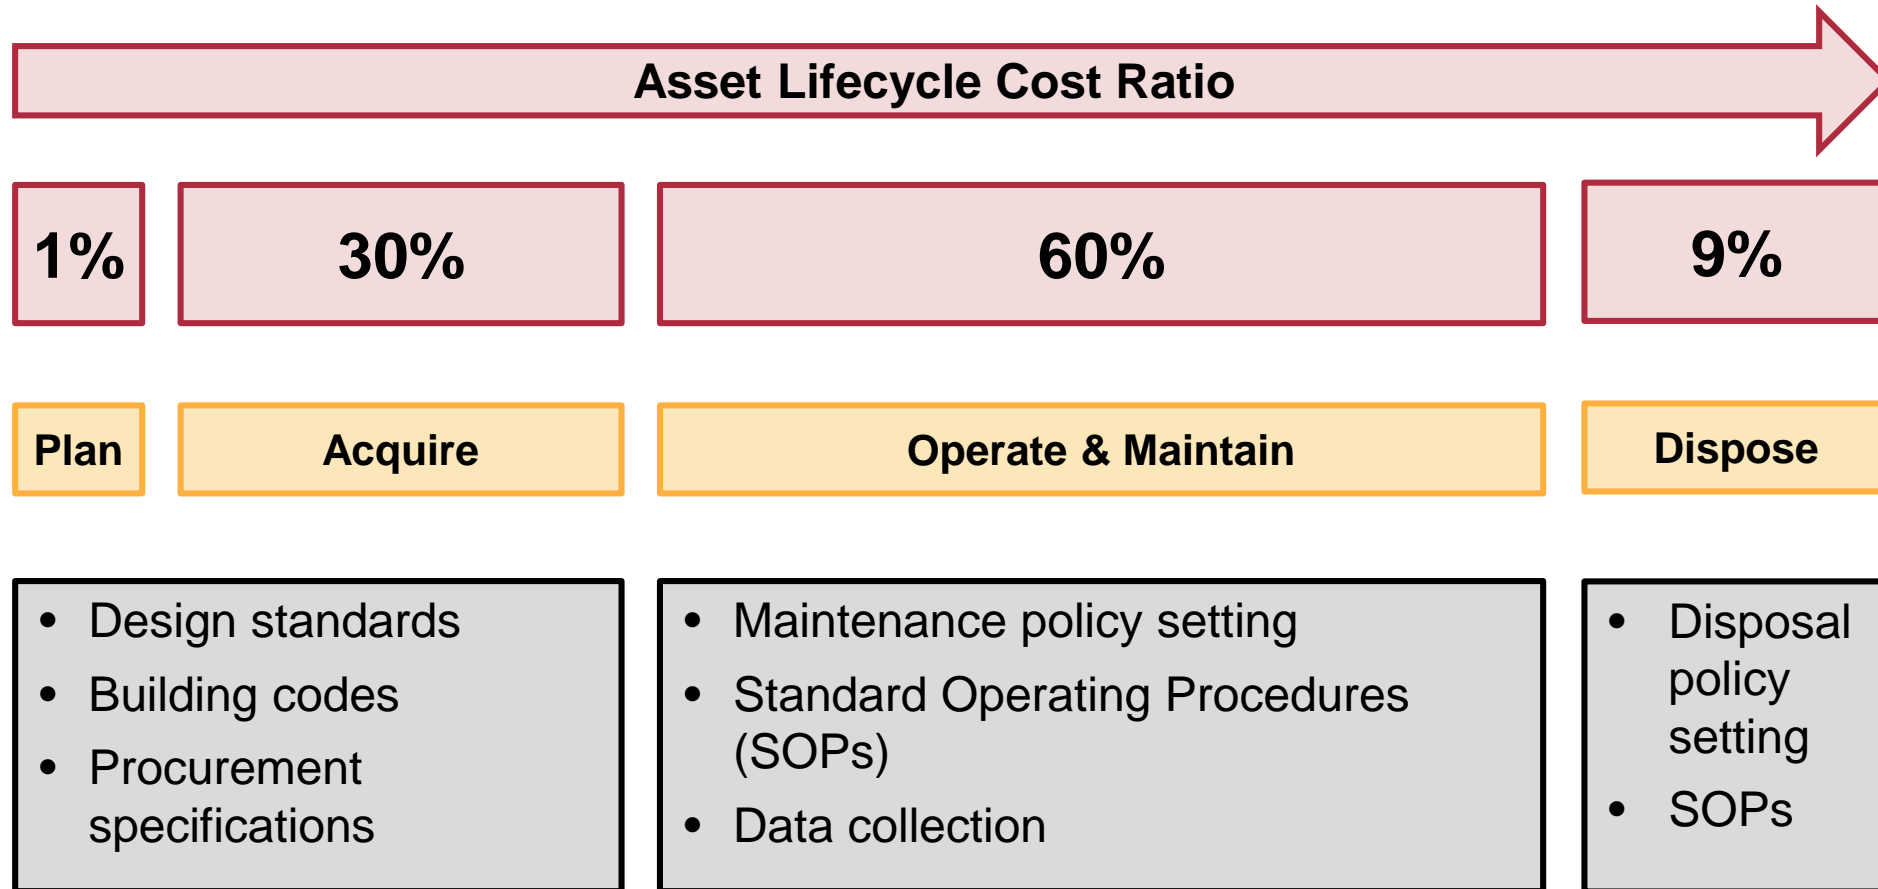 Asset Lifecycle Cost Ratio
1%
30%
60%
9%
Plan
Acquire
Operate & Maintain
Dispose
• Design standards
• Building codes
• Procurement
specifications
• Maintenance policy setting
• Standard Operating Procedures
(SOPs)
• Data collection
• Disposal
policy
setting
• SOPs